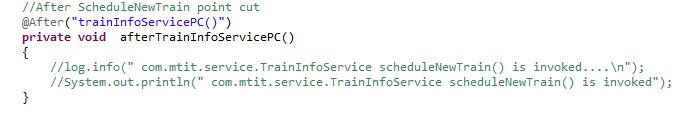 //After ScheduleNewTrain point cut
@After("trainInfoServicePC()")
private void  afterTrainInfoServicePC()
{
    //log.info(" com.mtit.service.TrainInfoService scheduleNewTrain() is invoked....\n");
    //System.out.println(" com.mtit.service.TrainInfoService scheduleNewTrain() is invoked");
}